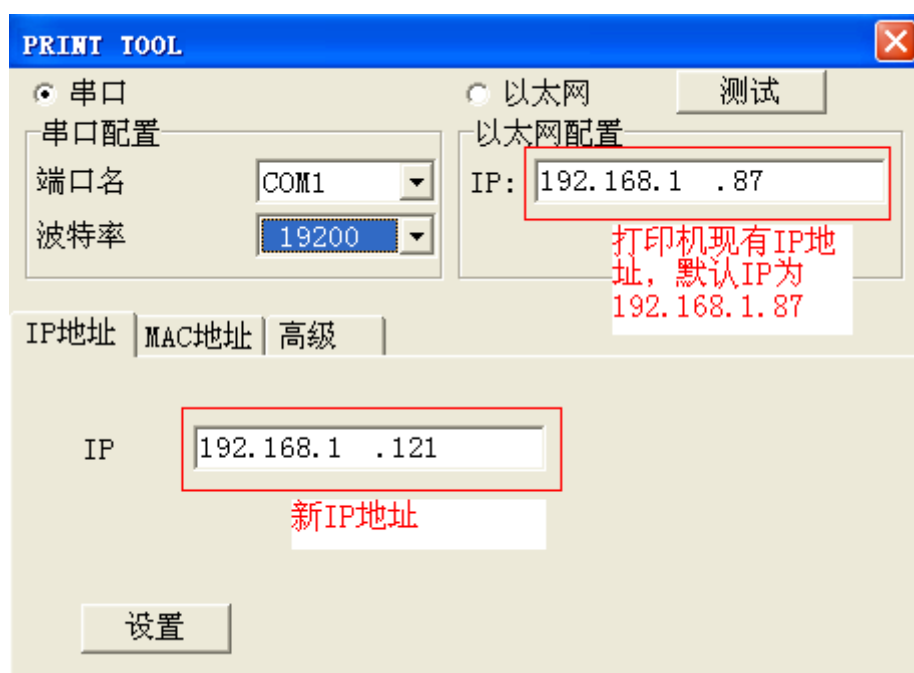 PRINT TOOL
串口
以太网
测试
串口配置
以太网配置
端口名
COM1
IP:
192.168.1 .87
波特率
19200
打印机现有IP地
址，默认IP为
192.168.1.87
IP地址
MAC地址
高级
IP
192.168.1 .121
新IP地址
设置